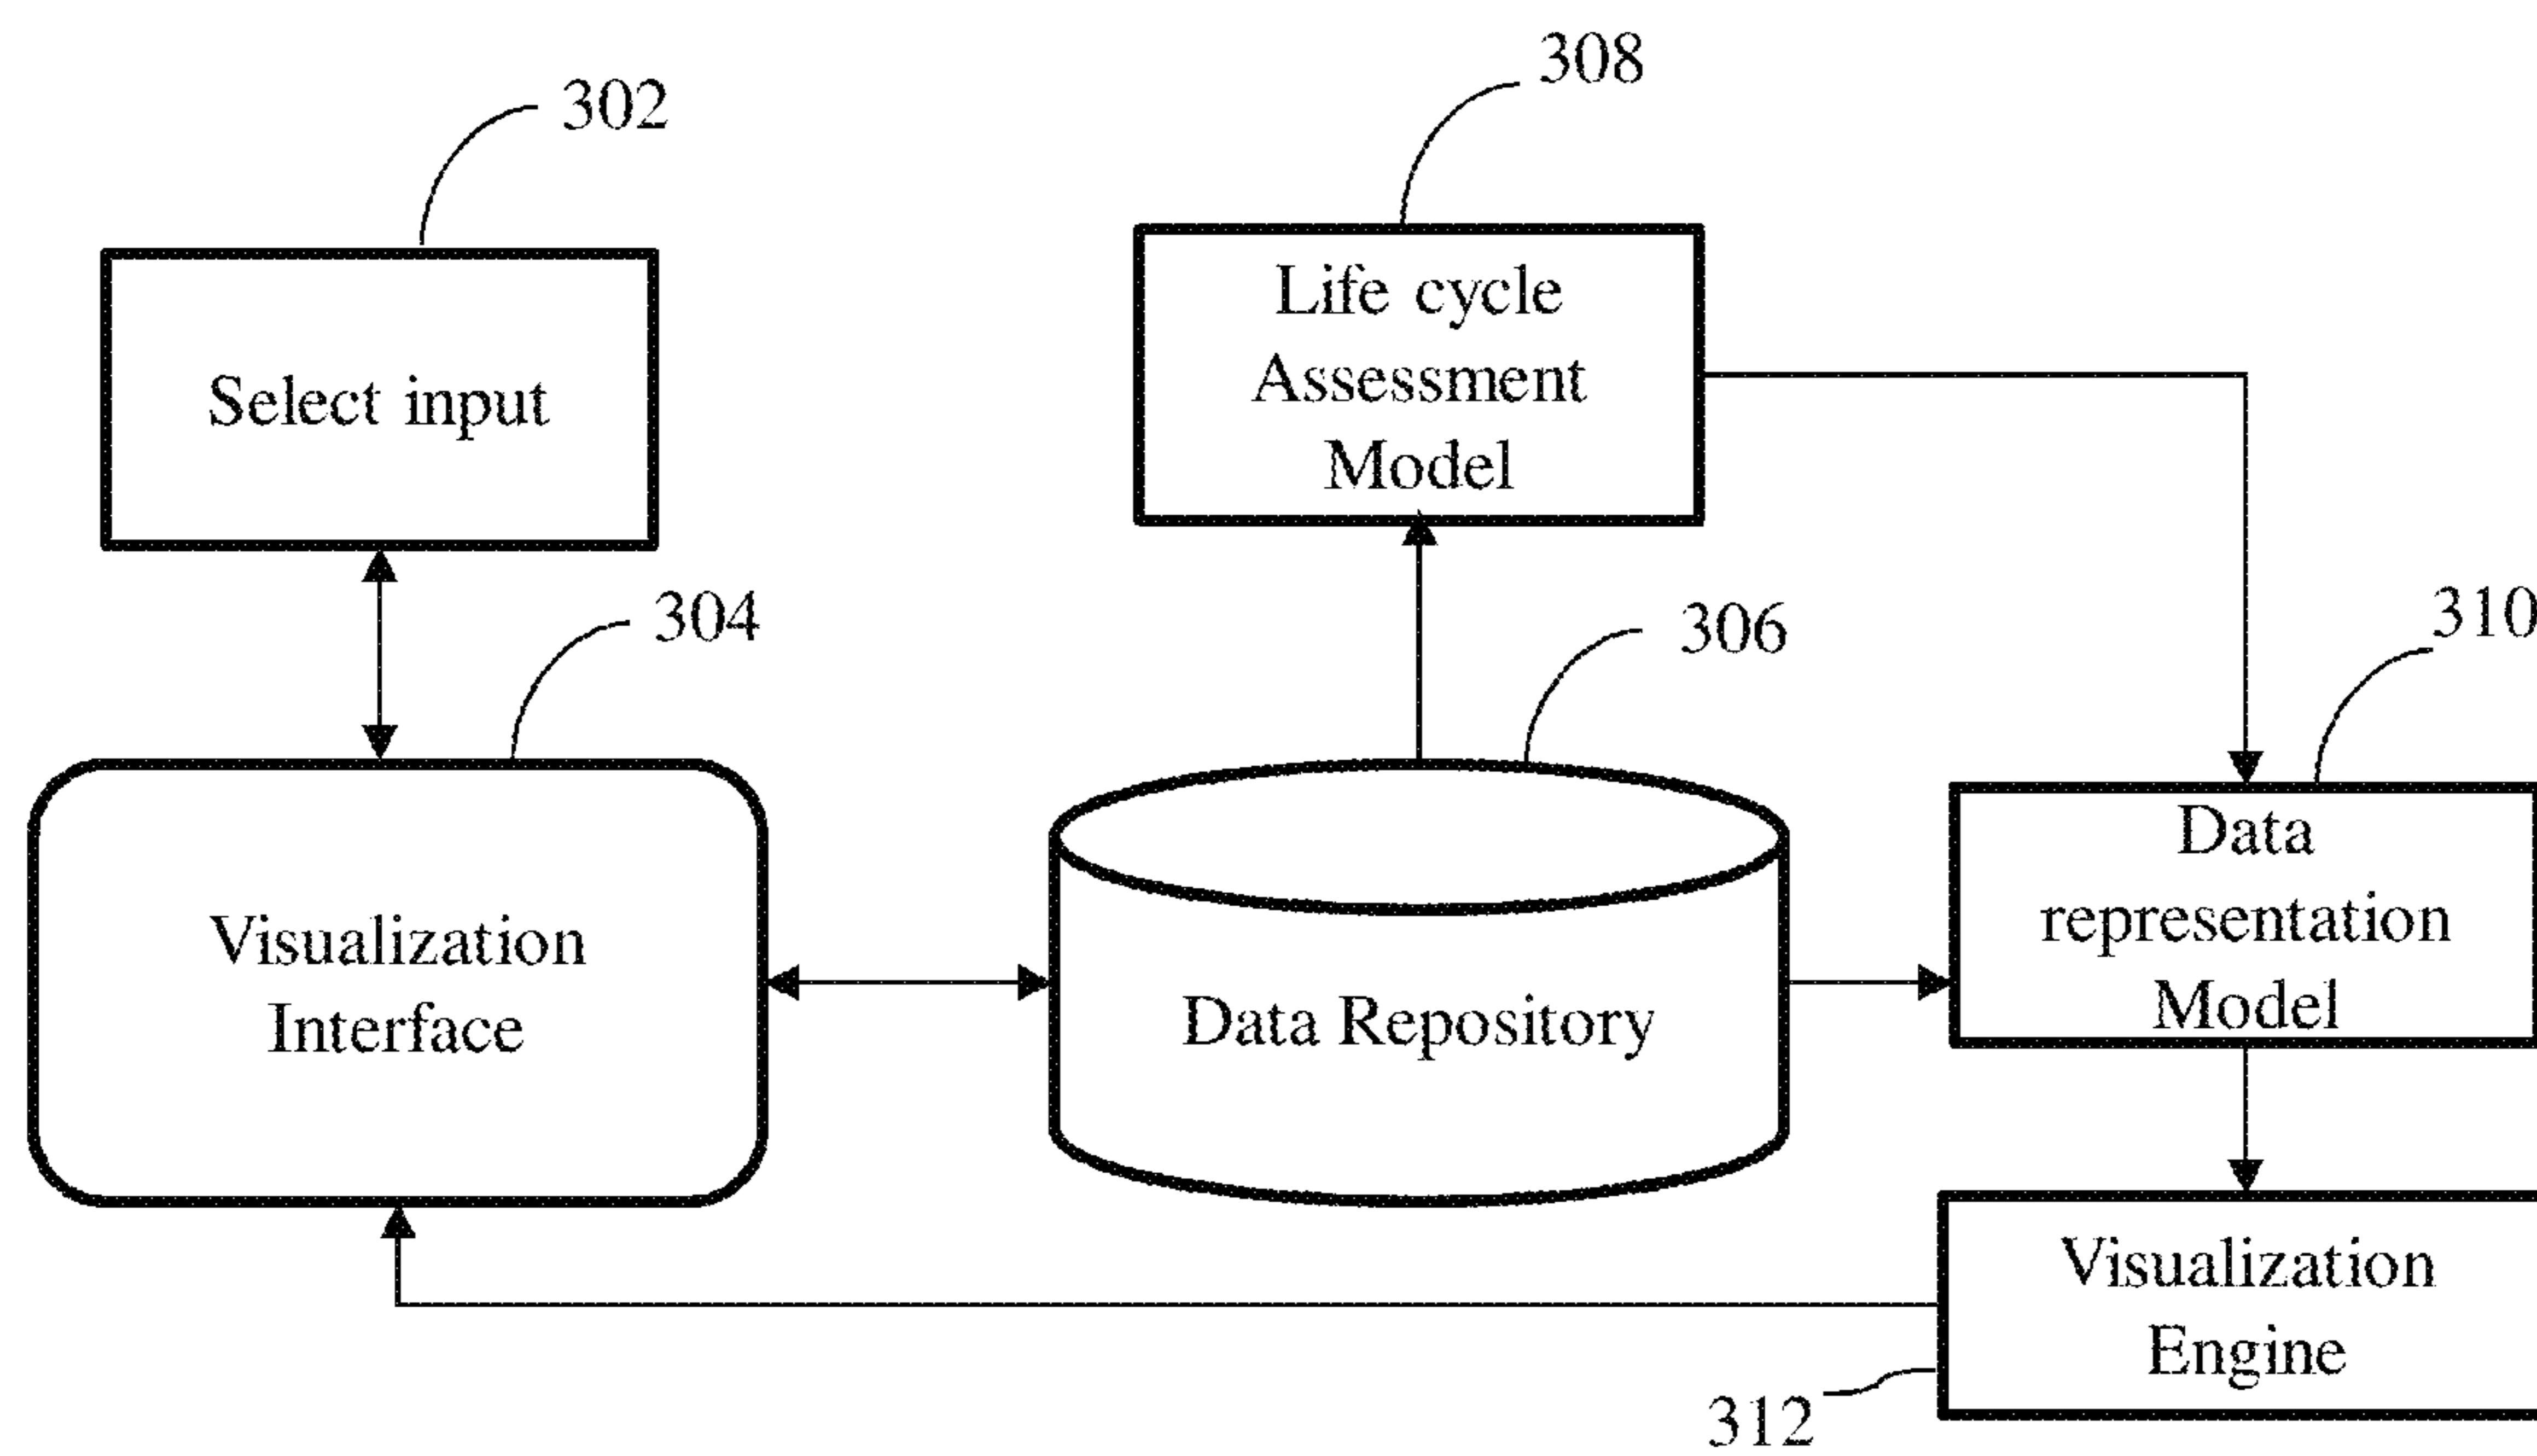 302
308
Select input
Life cycle
Assessment
Model
304
306
310
Visualization
Interface
Data Repository
Data
representation
Model
Visualization
Engine
312